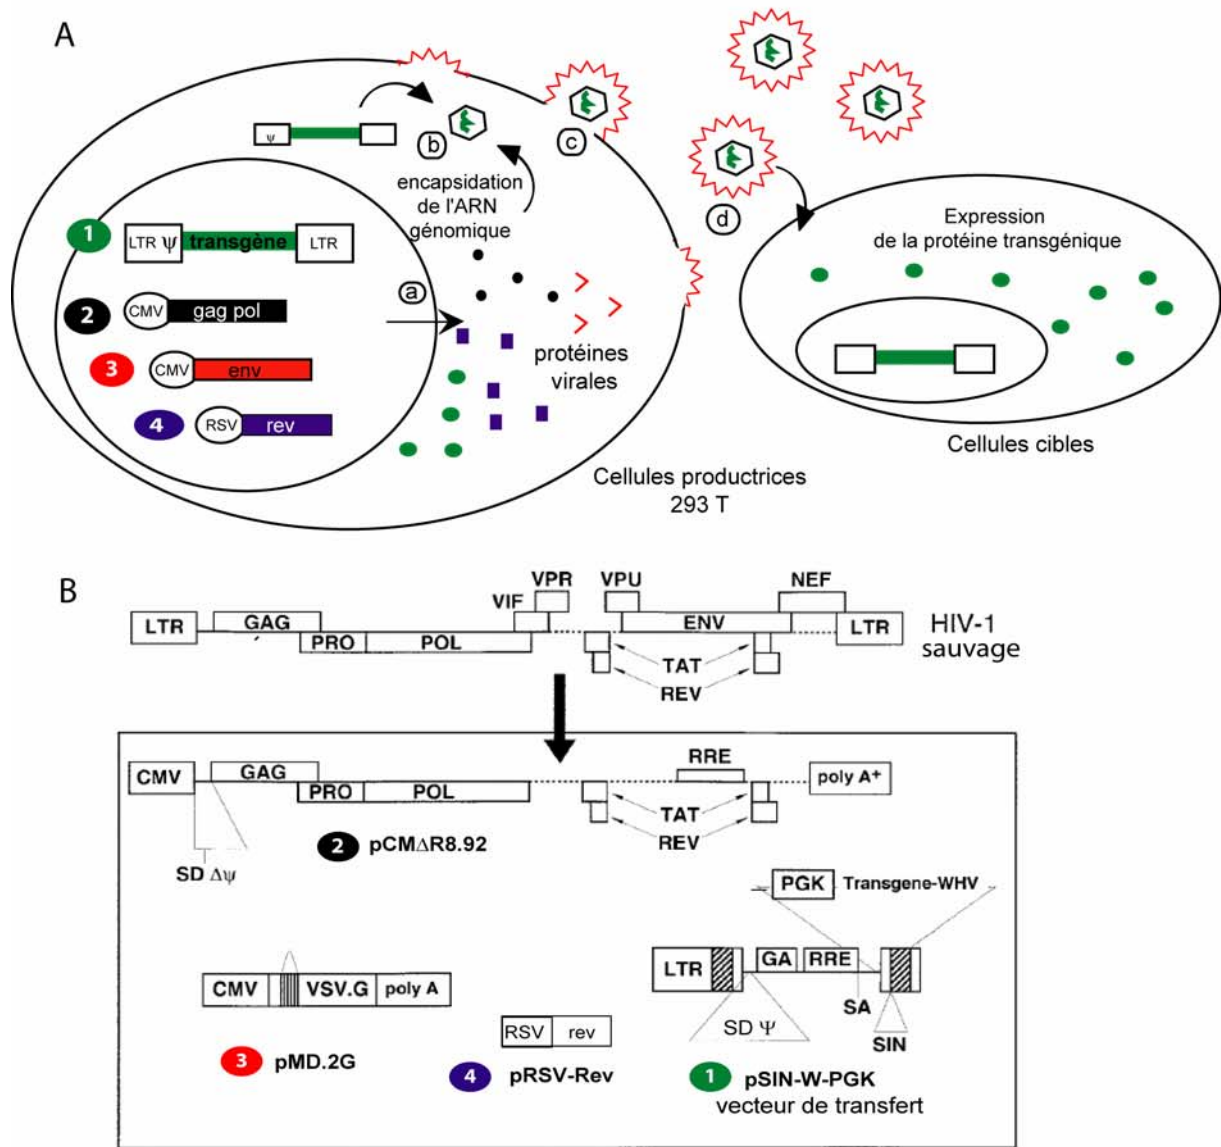 A
ψ
b
c
d
encapsidation
de l'ARN
génomique
1
LTR ψ transgène LTR
2
CMV gag pol
3
CMV env
4
RSV rev
a
protéines
virales
Cellules productrices
293 T
Expression
de la protéine transgénique
Cellules cibles
B
LTR GAG PRO POL VIF VPR VPU ENV NEF LTR
TAT
REV
HIV-1
sauvage
CMV GAG PRO POL RRE poly A+
TAT
REV
SD Δψ
2 pCMΔR8.92
PGK Transgene-WHV
LTR GA RRE
SA
SD Ψ
SIN
CMV VSV.G poly A
3 pMD.2G
RSV rev
4 pRSV-Rev
1 pSIN-W-PGK
vecteur de transfert